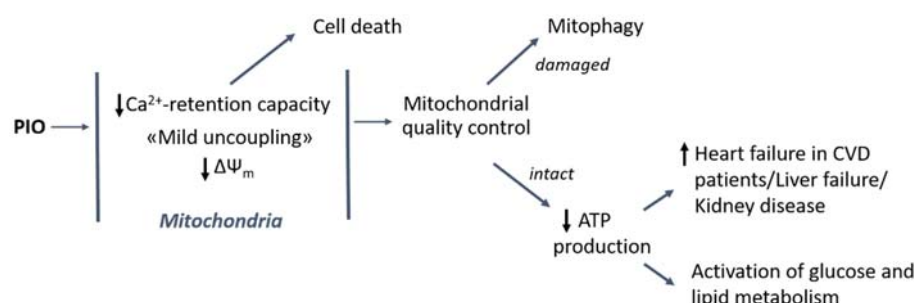 Cell death
Mitophagy
damaged
PIO
↓Ca²⁺-retention capacity
«Mild uncoupling»
↓ΔΨₘ
Mitochondria
Mitochondrial
quality control
intact
↓ ATP
production
↑ Heart failure in CVD
patients/Liver failure/
Kidney disease
Activation of glucose and
lipid metabolism